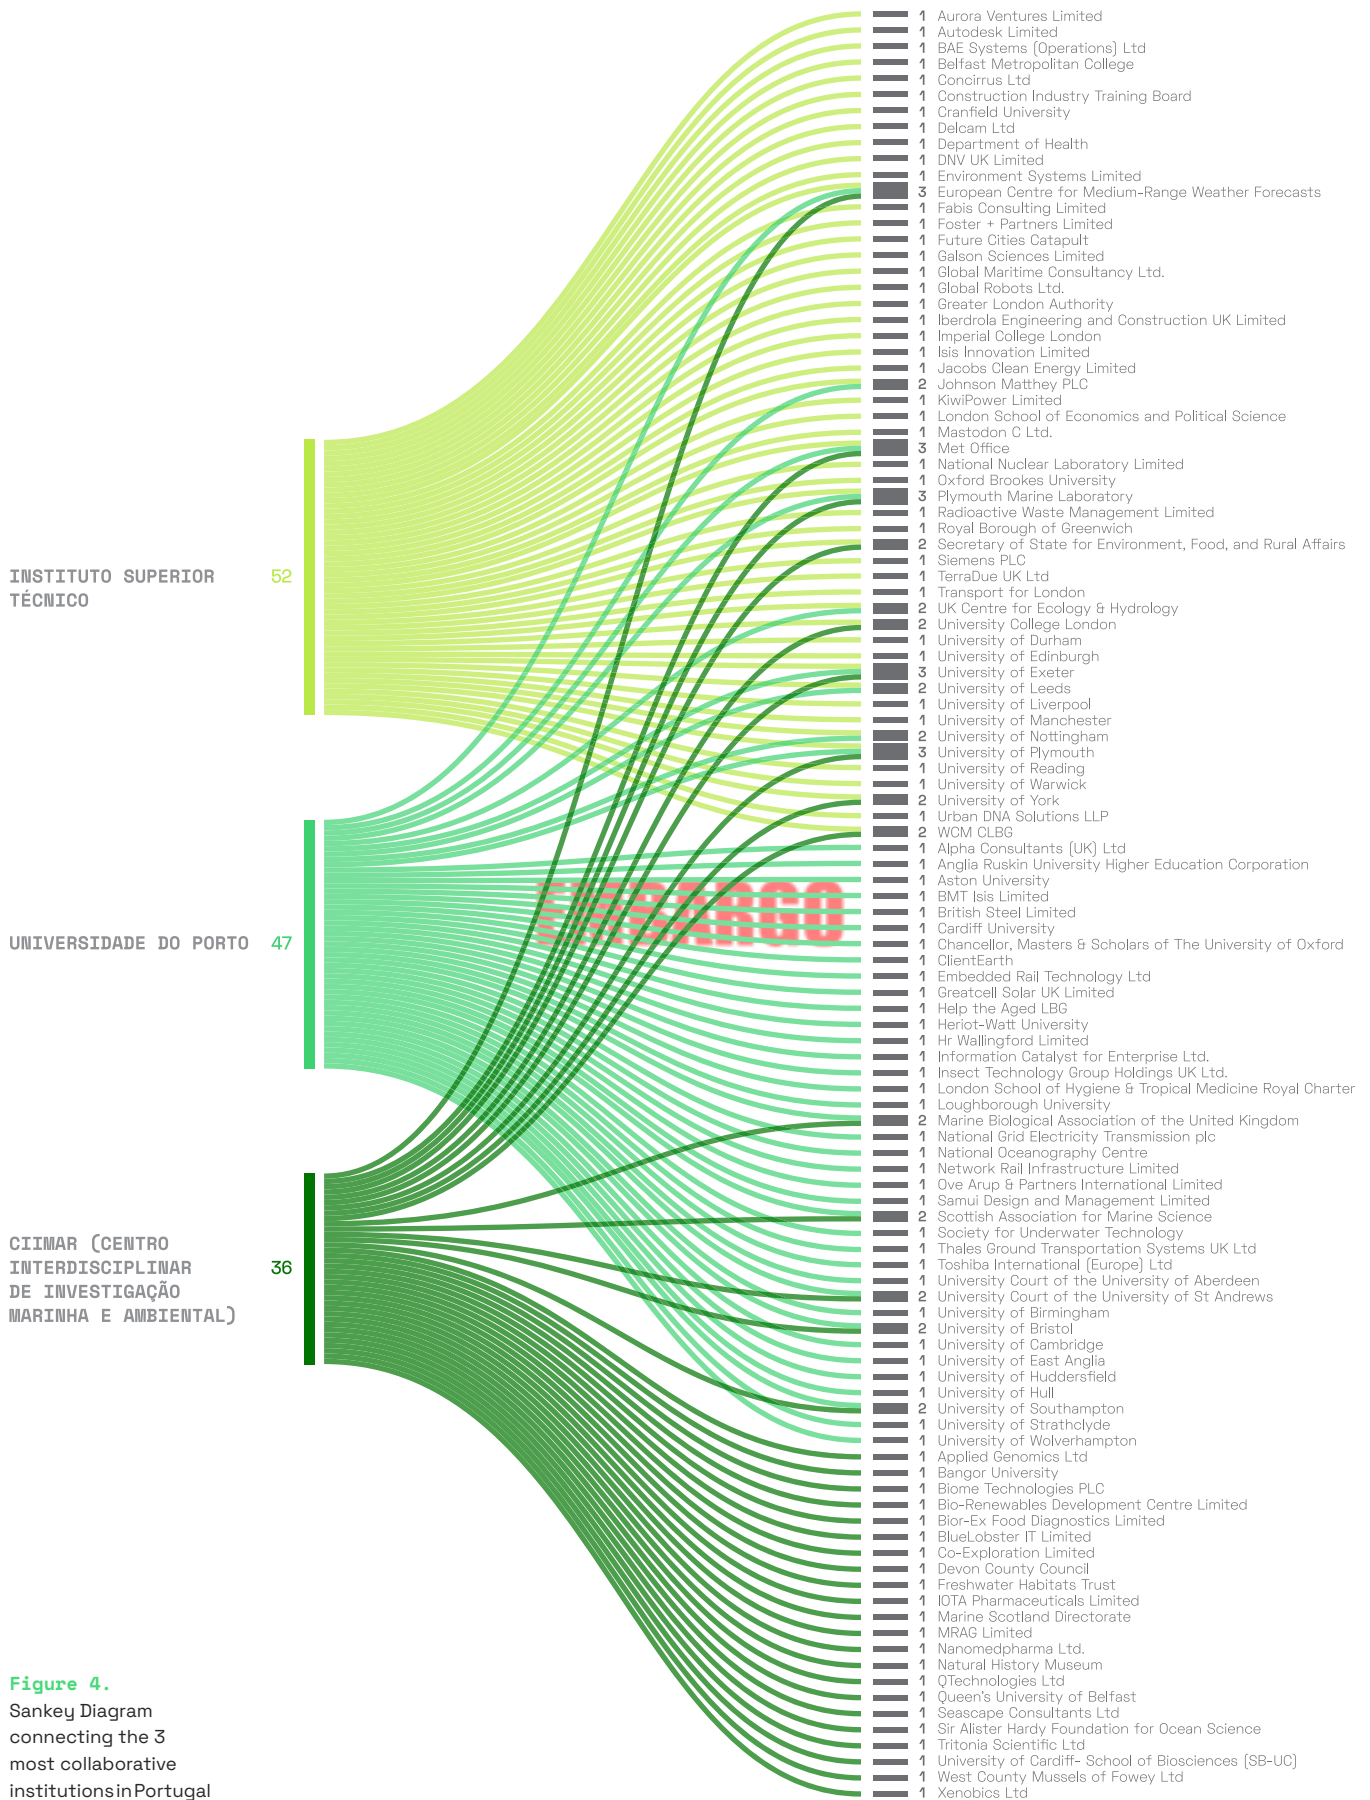 1 Aurora Ventures Limited
1 Autodesk Limited
1 BAE Systems (Operations) Ltd
1 Belfast Metropolitan College
1 Concirrus Ltd
1 Construction Industry Training Board
1 Cranfield University
1 Delcam Ltd
1 Department of Health
1 DNV UK Limited
1 Environment Systems Limited
3 European Centre for Medium-Range Weather Forecasts
1 Fabis Consulting Limited
1 Foster + Partners Limited
1 Future Cities Catapult
1 Galson Sciences Limited
1 Global Maritime Consultancy Ltd.
1 Global Robots Ltd.
1 Greater London Authority
1 Iberdrola Engineering and Construction UK Limited
1 Imperial College London
1 Isis Innovation Limited
1 Jacobs Clean Energy Limited
2 Johnson Matthey PLC
1 KiwiPower Limited
1 London School of Economics and Political Science
1 Mastodon C Ltd.
3 Met Office
1 National Nuclear Laboratory Limited
1 Oxford Brookes University
3 Plymouth Marine Laboratory
1 Radioactive Waste Management Limited
1 Royal Borough of Greenwich
2 Secretary of State for Environment, Food, and Rural Affairs
1 Siemens PLC
1 TerraDue UK Ltd
1 Transport for London
2 UK Centre for Ecology & Hydrology
2 University College London
1 University of Durham
1 University of Edinburgh
3 University of Exeter
2 University of Leeds
1 University of Liverpool
1 University of Manchester
2 University of Nottingham
3 University of Plymouth
1 University of Reading
1 University of Warwick
2 University of York
1 Urban DNA Solutions LLP
2 WCM CLBG
1 Alpha Consultants (UK) Ltd
1 Anglia Ruskin University Higher Education Corporation
1 Aston University
1 BMT Isis Limited
1 British Steel Limited
1 Cardiff University
1 Chancellor, Masters & Scholars of The University of Oxford
1 ClientEarth
1 Embedded Rail Technology Ltd
1 Greatcell Solar UK Limited
1 Help the Aged LBG
1 Heriot-Watt University
1 Hr Wallingford Limited
1 Information Catalyst for Enterprise Ltd.
1 Insect Technology Group Holdings UK Ltd.
1 London School of Hygiene & Tropical Medicine Royal Charter
1 Loughborough University
2 Marine Biological Association of the United Kingdom
1 National Grid Electricity Transmission plc
1 National Oceanography Centre
1 Network Rail Infrastructure Limited
1 Ove Arup & Partners International Limited
1 Samui Design and Management Limited
2 Scottish Association for Marine Science
1 Society for Underwater Technology
1 Thales Ground Transportation Systems UK Ltd
1 Toshiba International (Europe) Ltd
1 University Court of the University of Aberdeen
2 University Court of the University of St Andrews
1 University of Birmingham
2 University of Bristol
1 University of Cambridge
1 University of East Anglia
1 University of Huddersfield
1 University of Hull
2 University of Southampton
1 University of Strathclyde
1 University of Wolverhampton
1 Applied Genomics Ltd
1 Bangor University
1 Biome Technologies PLC
1 Bio-Renewables Development Centre Limited
1 Bior-Ex Food Diagnostics Limited
1 BlueLobster IT Limited
1 Co-Exploration Limited
1 Devon County Council
1 Freshwater Habitats Trust
1 IOTA Pharmaceuticals Limited
1 Marine Scotland Directorate
1 MRAG Limited
1 Nanomedpharma Ltd.
1 Natural History Museum
1 QTechnologies Ltd
1 Queen's University of Belfast
1 Seascape Consultants Ltd
1 Sir Alister Hardy Foundation for Ocean Science
1 Tritonia Scientific Ltd
1 University of Cardiff- School of Biosciences (SB-UC)
1 West County Mussels of Fowey Ltd
1 Xenobics Ltd
INSTITUTO SUPERIOR 52
TÉCNICO
UNIVERSIDADE DO PORTO 47
CIIMAR (CENTRO
INTERDISCIPLINAR 36
DE INVESTIGAÇÃO
MARINHA E AMBIENTAL)
Figure 4.
Sankey Diagram
connecting the 3
most collaborative
institutions in Portugal